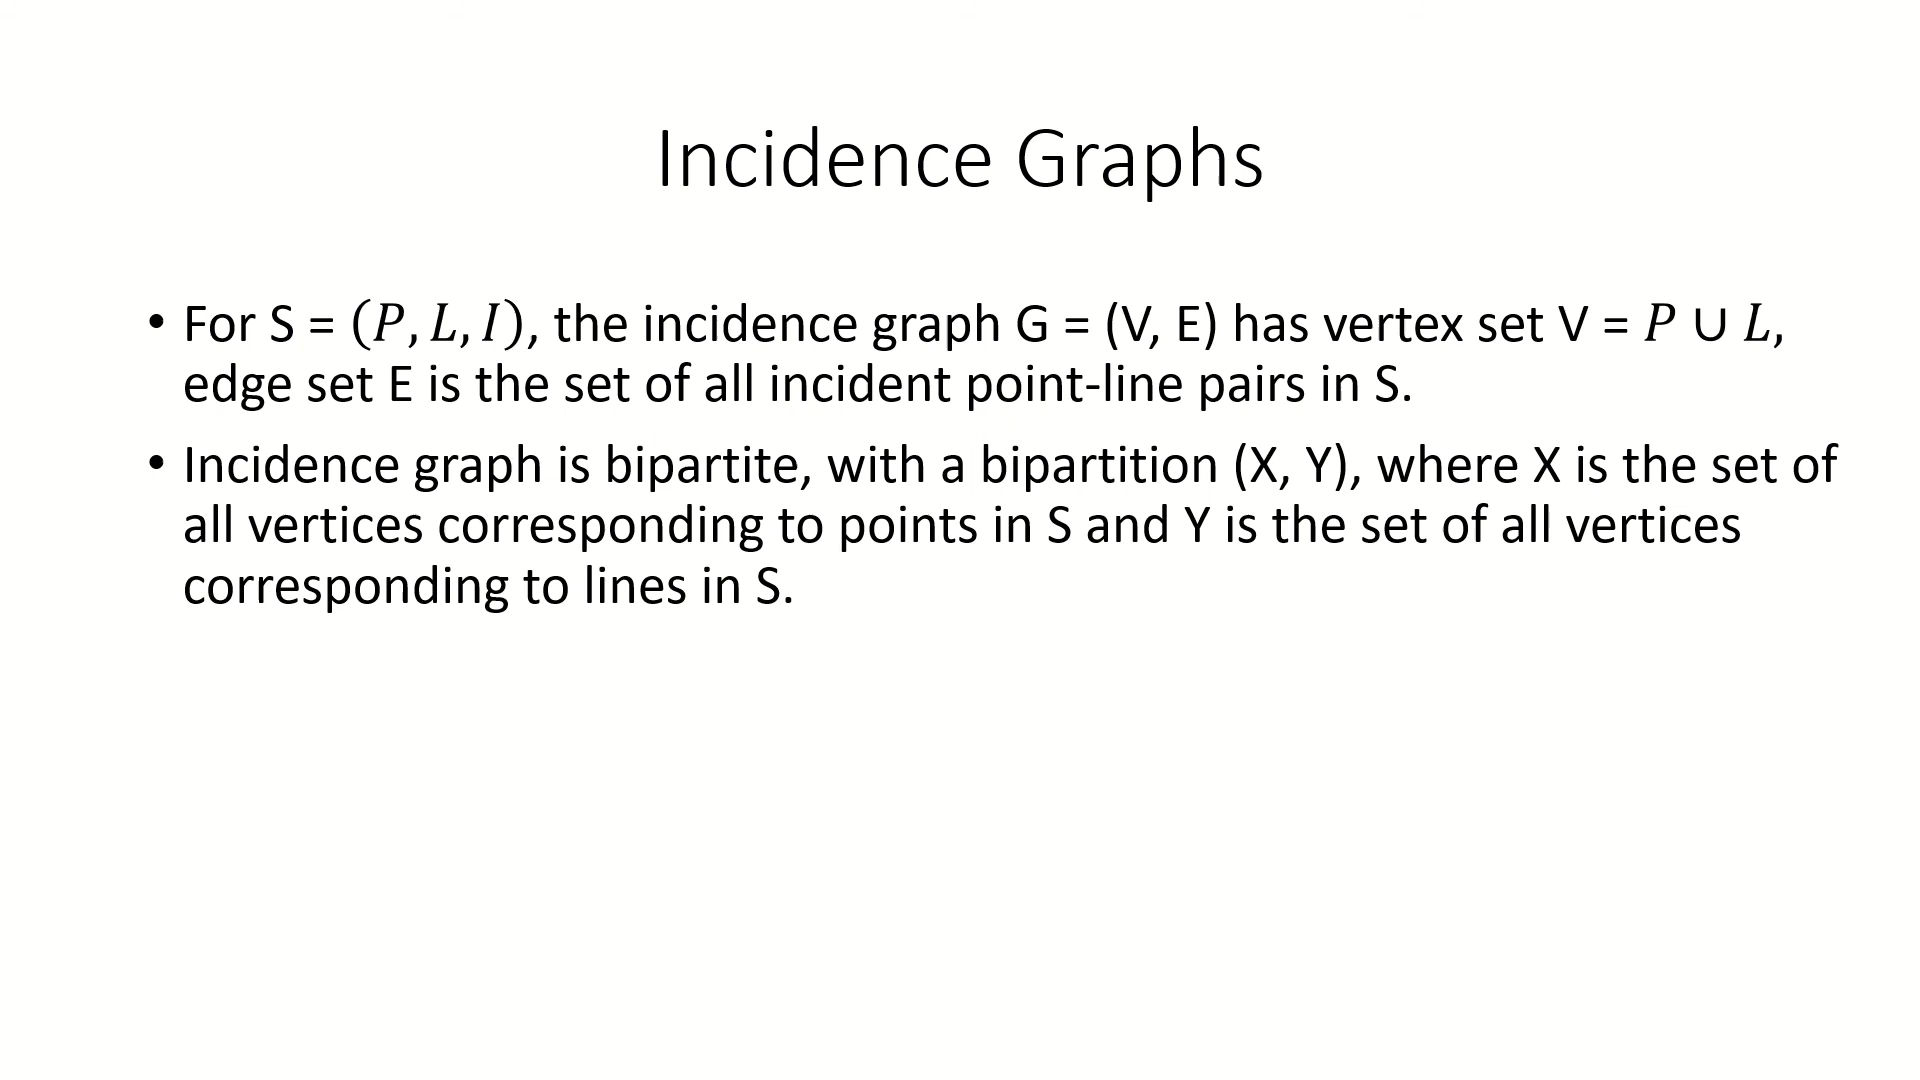 Incidence Graphs
• For S = (𝑃, 𝐿, 𝐼), the incidence graph G = (V, E) has vertex set V = 𝑃 ∪ 𝐿,
edge set E is the set of all incident point-line pairs in S.
• Incidence graph is bipartite, with a bipartition (X, Y), where X is the set of
all vertices corresponding to points in S and Y is the set of all vertices
corresponding to lines in S.